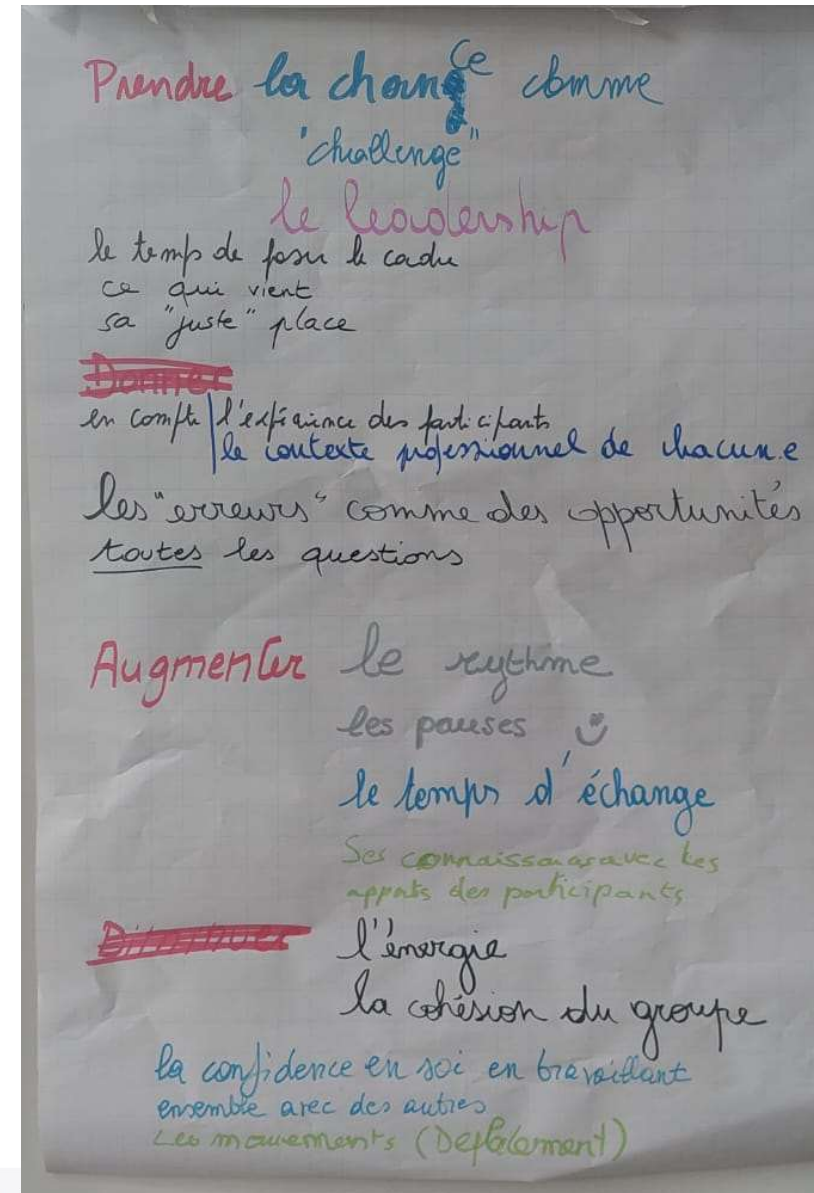 Prendre la chance comme
"challenge"
le leadership
le temps de poser le cadre
ce qui vient
sa "juste" place
Donner
en compte l'expérience des participants
le contexte professionnel de chacun.e
les "erreurs" comme des opportunités
toutes les questions
Augmenter le rythme
les pauses
le temps d'échange
Ses connaissances avec les
apports des participants
Diminuer
l'énergie
la cohésion du groupe
la confidence en soi en travaillant
ensemble avec des autres
Les mouvements (Deplacement)